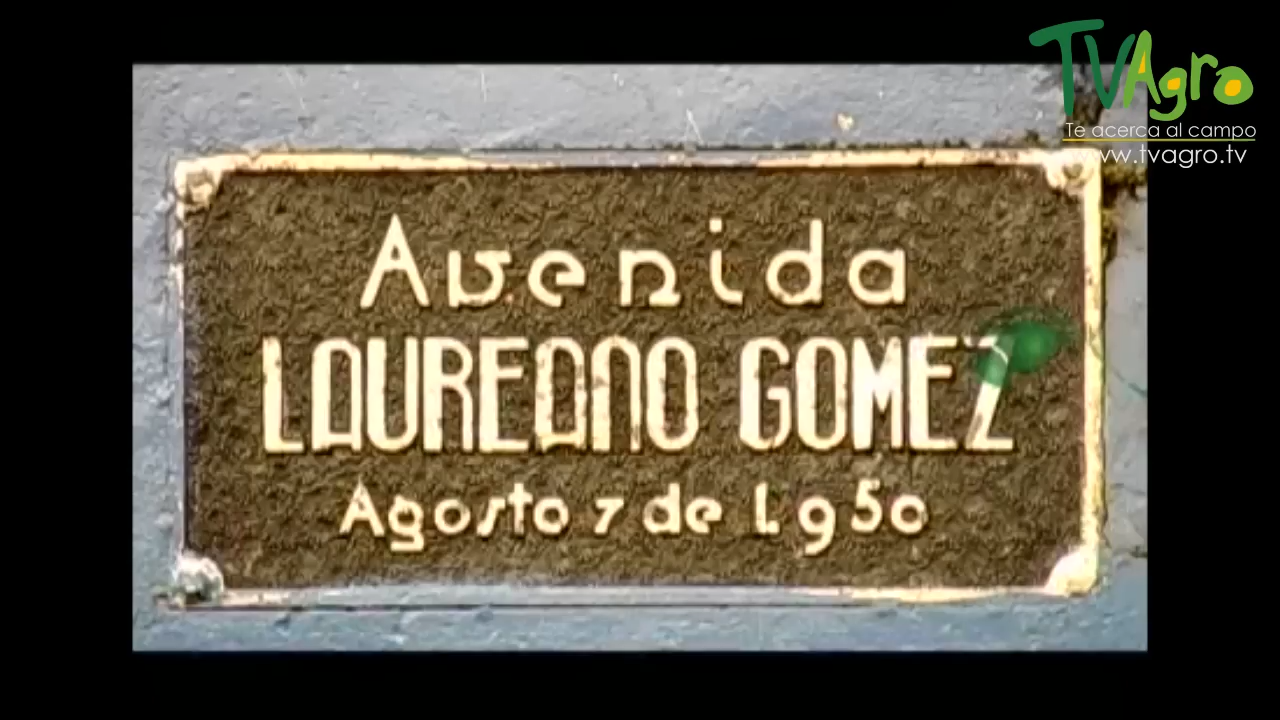 TVAgro
Te acerca al campo
www.tvagro.tv
Avenida
LAUREANO GOMEZ
Agosto 7 de 1.950